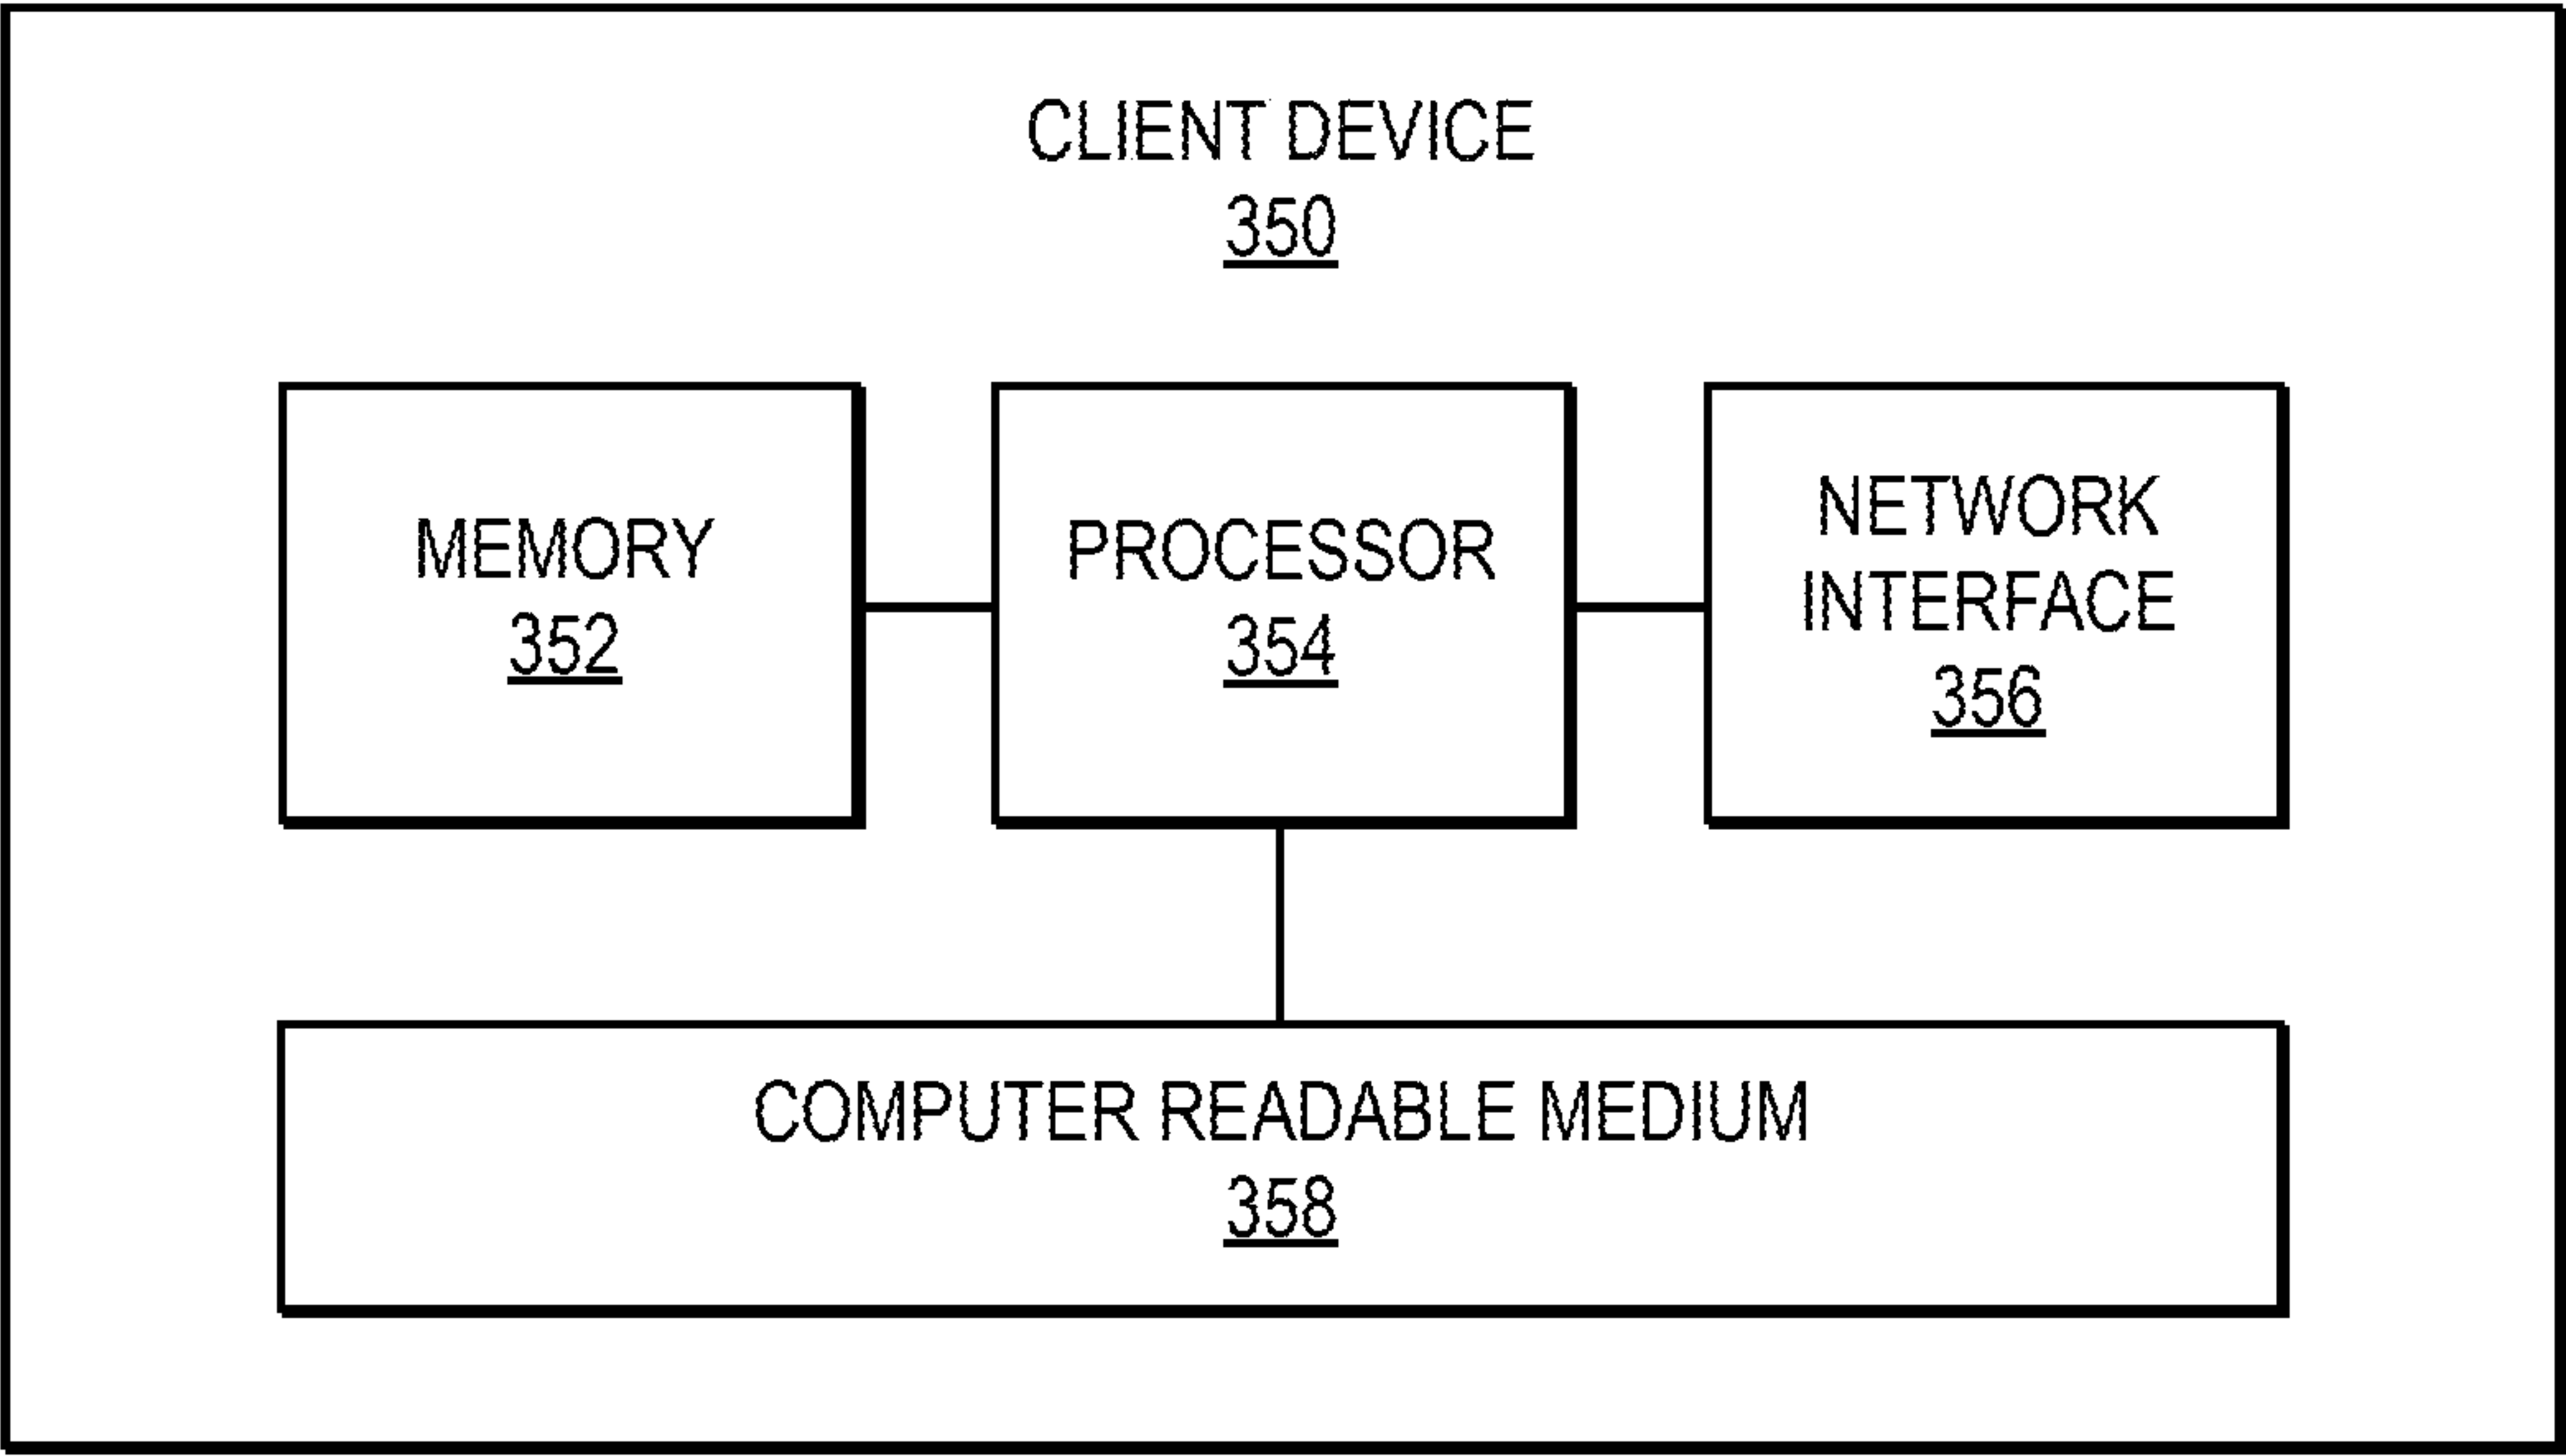 CLIENT DEVICE
350
MEMORY
352
PROCESSOR
354
NETWORK
INTERFACE
356
COMPUTER READABLE MEDIUM
358